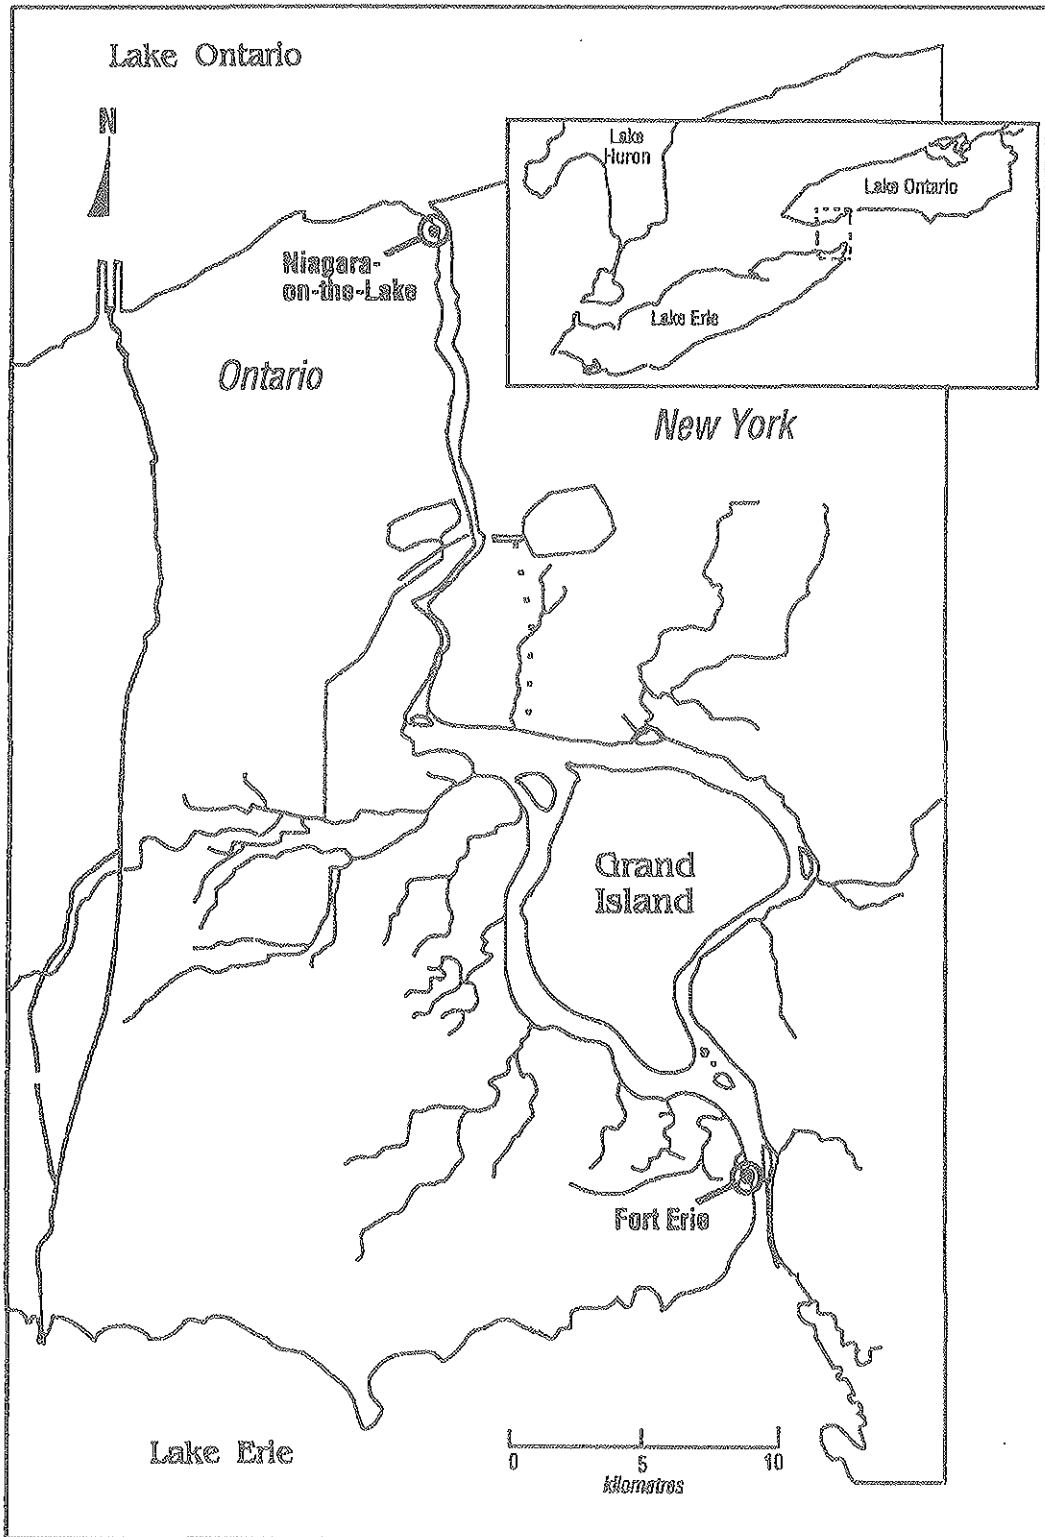 Lake Ontario
N
Lake
Huron
Lake Ontario
Lake Erie
Niagara-
on-the-Lake
Ontario
New York
Grand
Island
Fort Erie
Lake Erie
0 5 10
kilometres